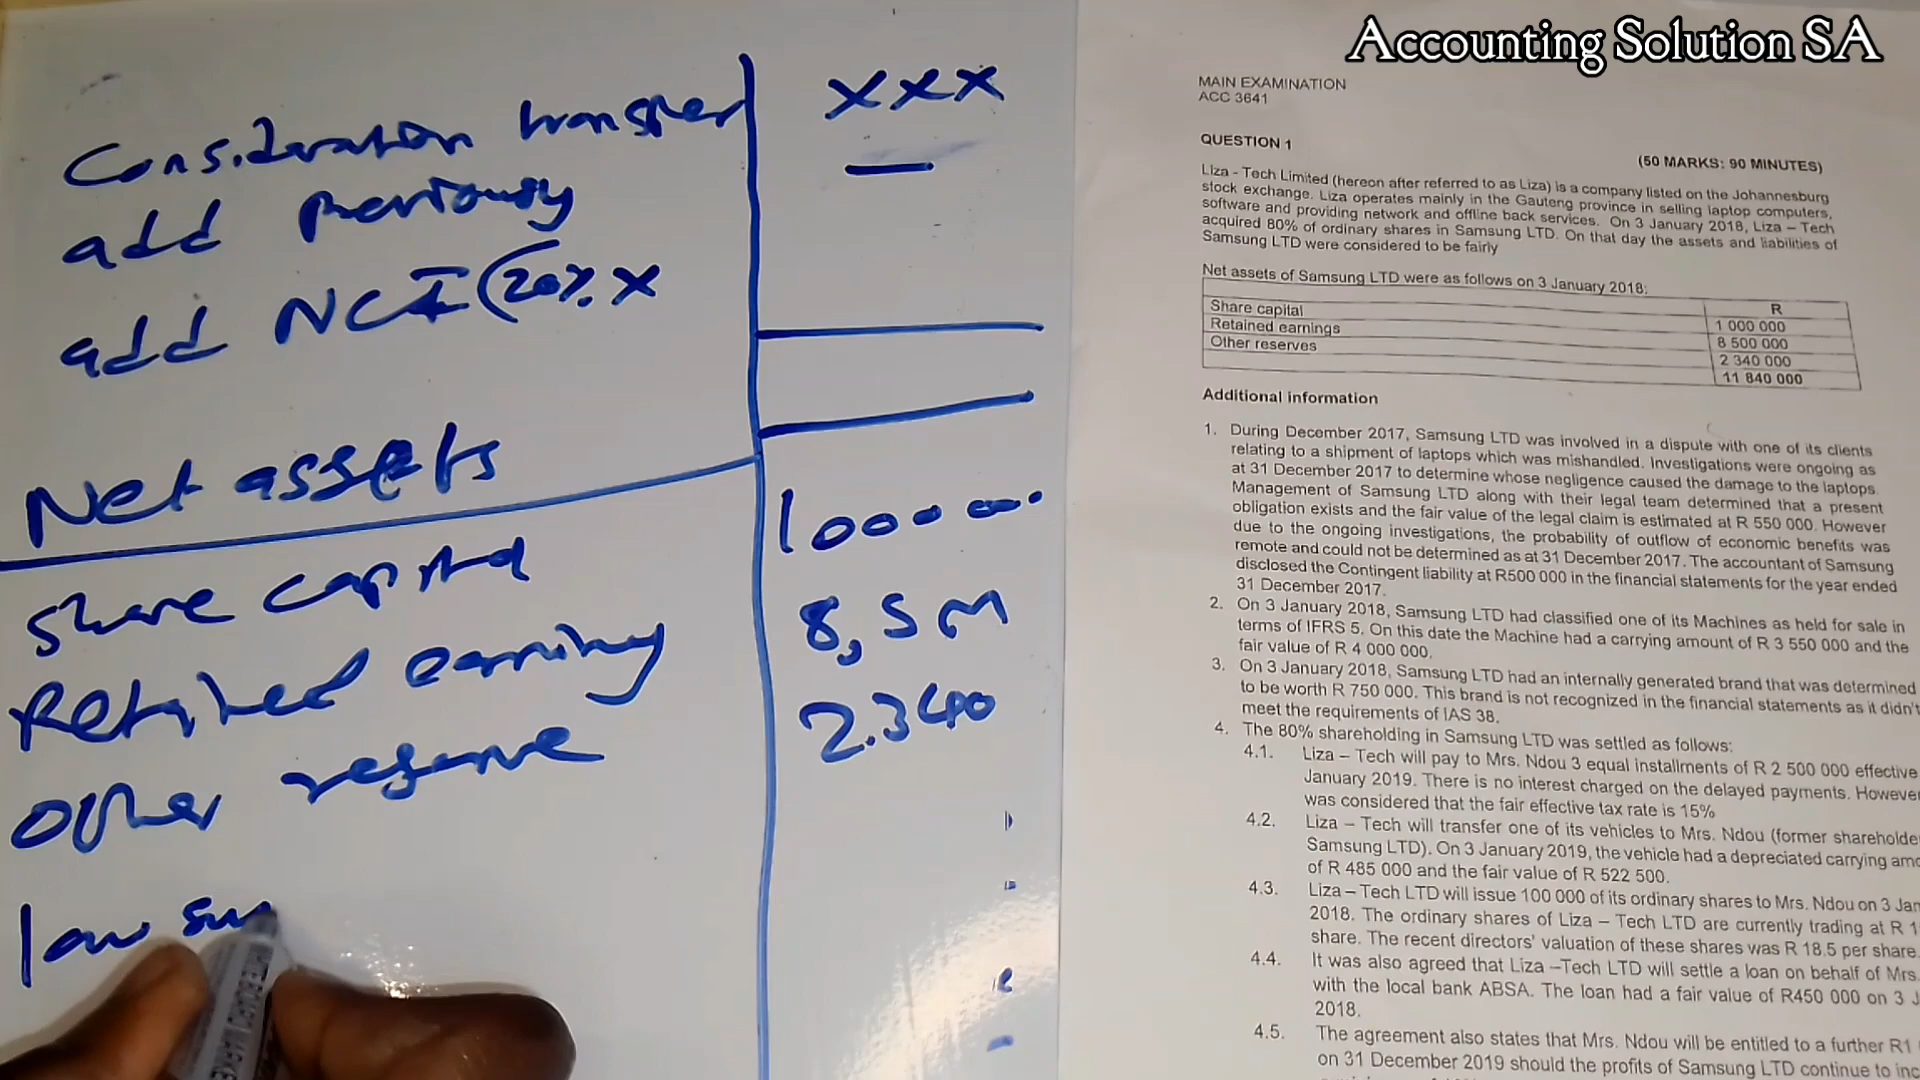 Accounting Solution SA
Consideration transfer xxx
add previously
add NCI (20% x
Net assets
Share capital 1 000 000
Retained earning 8,5 M
Other reserve 2.340
law su
MAIN EXAMINATION
ACC 3641
QUESTION 1
(50 MARKS: 90 MINUTES)
Liza - Tech Limited (hereon after referred to as Liza) is a company listed on the Johannesburg
stock exchange. Liza operates mainly in the Gauteng province in selling laptop computers,
software and providing network and offline back services. On 3 January 2018, Liza – Tech
acquired 80% of ordinary shares in Samsung LTD. On that day the assets and liabilities of
Samsung LTD were considered to be fairly
Net assets of Samsung LTD were as follows on 3 January 2018:
R
Share capital 1 000 000
Retained earnings 8 500 000
Other reserves 2 340 000
11 840 000
Additional information
1. During December 2017, Samsung LTD was involved in a dispute with one of its clients
relating to a shipment of laptops which was mishandled. Investigations were ongoing as
at 31 December 2017 to determine whose negligence caused the damage to the laptops.
Management of Samsung LTD along with their legal team determined that a present
obligation exists and the fair value of the legal claim is estimated at R 550 000. However
due to the ongoing investigations, the probability of outflow of economic benefits was
remote and could not be determined as at 31 December 2017. The accountant of Samsung
disclosed the Contingent liability at R500 000 in the financial statements for the year ended
31 December 2017.
2. On 3 January 2018, Samsung LTD had classified one of its Machines as held for sale in
terms of IFRS 5. On this date the Machine had a carrying amount of R 3 550 000 and the
fair value of R 4 000 000.
3. On 3 January 2018, Samsung LTD had an internally generated brand that was determined
to be worth R 750 000. This brand is not recognized in the financial statements as it didn't
meet the requirements of IAS 38.
4. The 80% shareholding in Samsung LTD was settled as follows:
4.1. Liza – Tech will pay to Mrs. Ndou 3 equal installments of R 2 500 000 effective
January 2019. There is no interest charged on the delayed payments. However
was considered that the fair effective tax rate is 15%
4.2. Liza – Tech will transfer one of its vehicles to Mrs. Ndou (former shareholde
Samsung LTD). On 3 January 2019, the vehicle had a depreciated carrying amo
of R 485 000 and the fair value of R 522 500.
4.3. Liza – Tech LTD will issue 100 000 of its ordinary shares to Mrs. Ndou on 3 Jan
2018. The ordinary shares of Liza – Tech LTD are currently trading at R 1
share. The recent directors' valuation of these shares was R 18.5 per share.
4.4. It was also agreed that Liza –Tech LTD will settle a loan on behalf of Mrs.
with the local bank ABSA. The loan had a fair value of R450 000 on 3 J
2018.
4.5. The agreement also states that Mrs. Ndou will be entitled to a further R1
on 31 December 2019 should the profits of Samsung LTD continue to inc